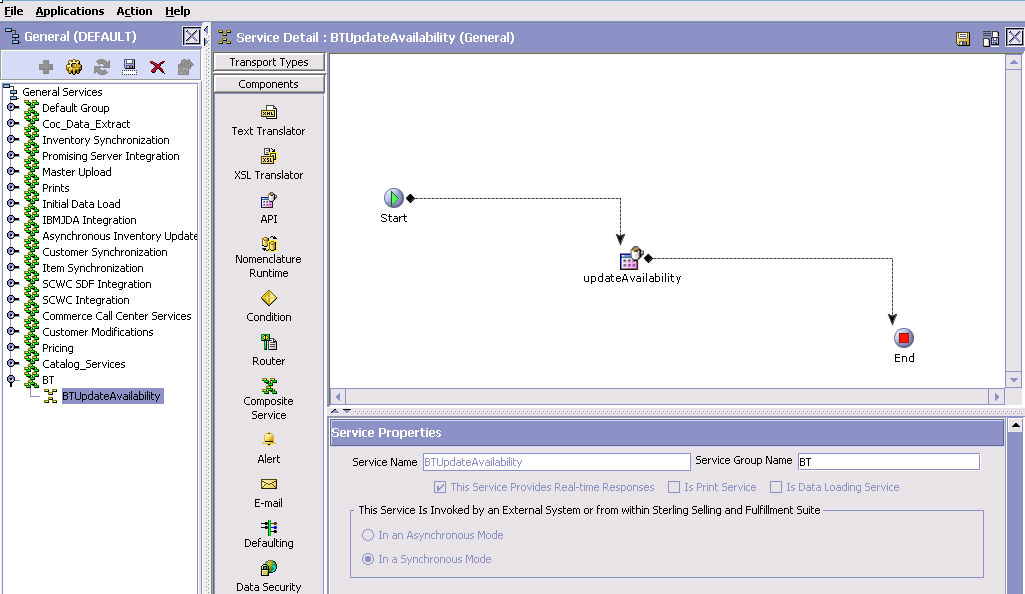 File Applications Action Help
General (DEFAULT)
General Services
Default Group
Coc_Data_Extract
Inventory Synchronization
Promising Server Integration
Master Upload
Prints
Initial Data Load
IBMJDA Integration
Asynchronous Inventory Update
Customer Synchronization
Item Synchronization
SCWC SDF Integration
SCWC Integration
Commerce Call Center Services
Customer Modifications
Pricing
Catalog_Services
BT
BTUpdateAvailability
Service Detail : BTUpdateAvailability (General)
Transport Types
Components
Text Translator
XSL Translator
API
Nomenclature
Runtime
Condition
Router
Composite
Service
Alert
E-mail
Defaulting
Data Security
Start
updateAvailability
End
Service Properties
Service Name BTUpdateAvailability Service Group Name BT
This Service Provides Real-time Responses Is Print Service Is Data Loading Service
This Service Is Invoked by an External System or from within Sterling Selling and Fulfillment Suite
In an Asynchronous Mode
In a Synchronous Mode